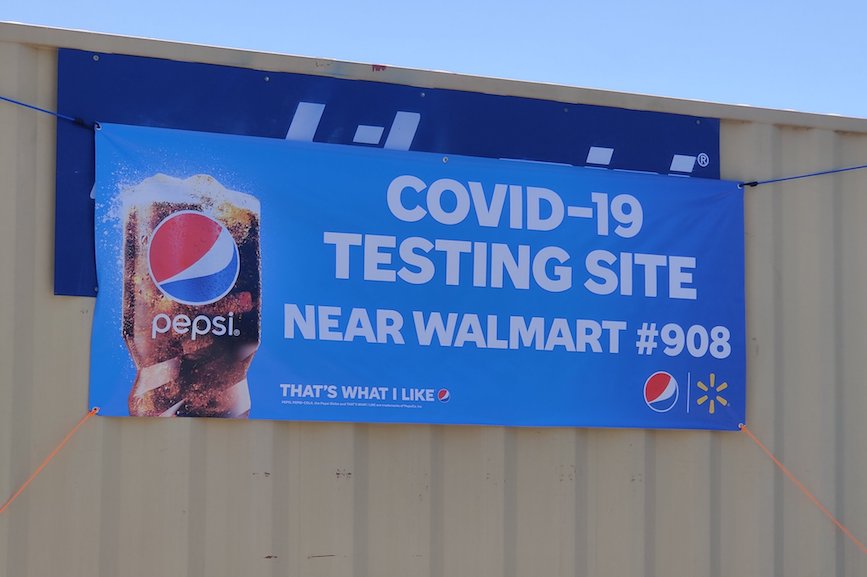 ®
COVID-19
TESTING SITE
NEAR WALMART #908
pepsi®
THAT'S WHAT I LIKE